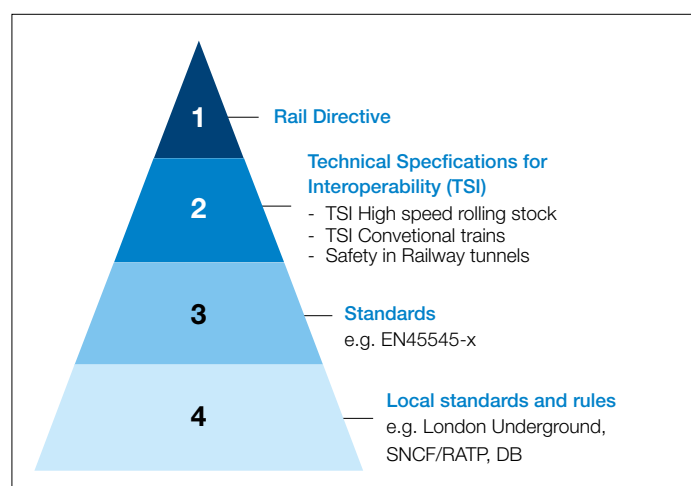 1
Rail Directive
2
Technical Specfications for
Interoperability (TSI)
- TSI High speed rolling stock
- TSI Convetional trains
- Safety in Railway tunnels
3
Standards
e.g. EN45545-x
4
Local standards and rules
e.g. London Underground,
SNCF/RATP, DB